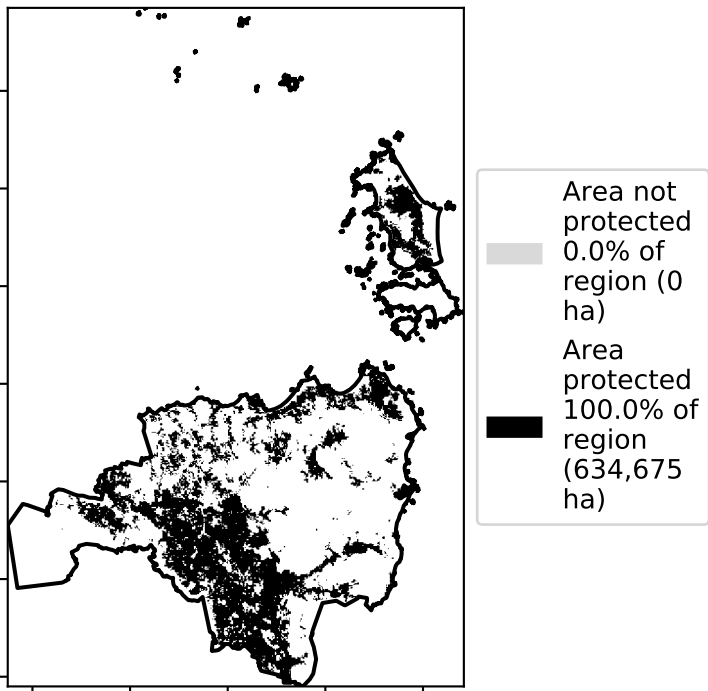 Area not
protected
0.0% of
region (0
ha)
Area
protected
100.0% of
region
(634,675
ha)